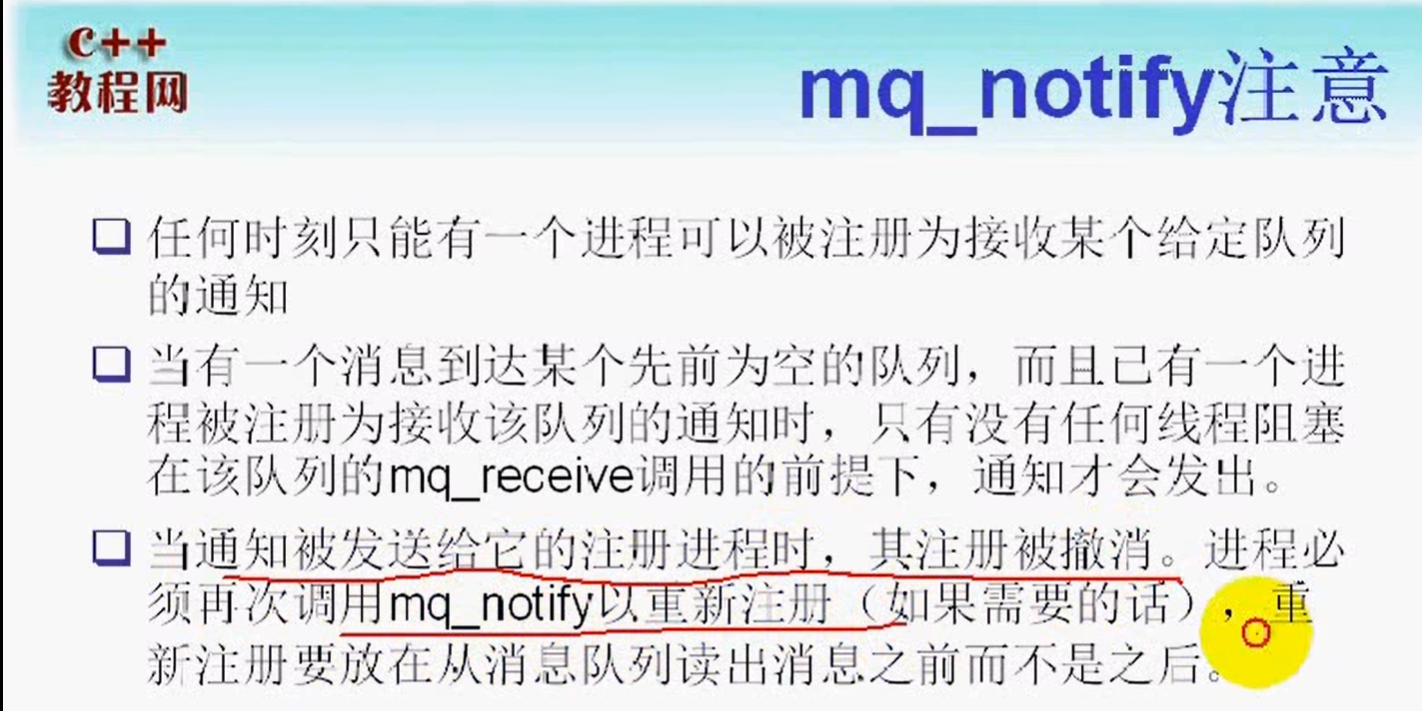 C++
教程网
mq_notify注意
任何时刻只能有一个进程可以被注册为接收某个给定队列
的通知
当有一个消息到达某个先前为空的队列，而且已有一个进
程被注册为接收该队列的通知时，只有没有任何线程阻塞
在该队列的mq_receive调用的前提下，通知才会发出。
当通知被发送给它的注册进程时，其注册被撤消。进程必
须再次调用mq_notify以重新注册（如果需要的话），重
新注册要放在从消息队列读出消息之前而不是之后。